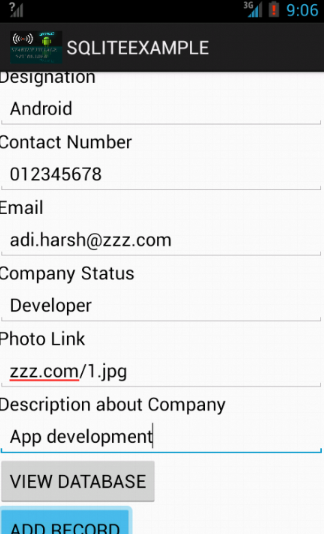 3G 9:06
SQLITEEXAMPLE
Designation
Android
Contact Number
012345678
Email
adi.harsh@zzz.com
Company Status
Developer
Photo Link
zzz.com/1.jpg
Description about Company
App development
VIEW DATABASE
ADD RECORD